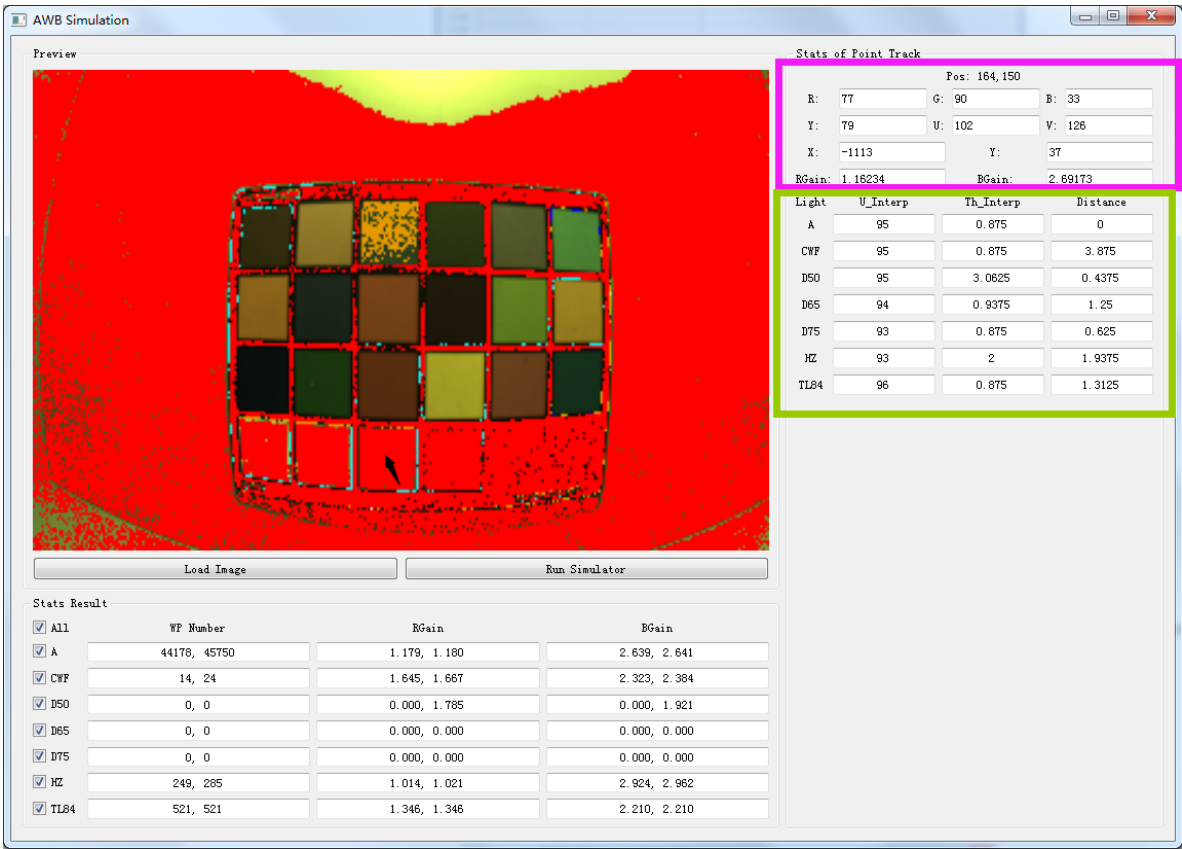 AWB Simulation
Preview
Load Image
Run Simulator
Stats Result
All WP Number RGain BGain
A 44178, 45750 1.179, 1.180 2.639, 2.641
CWF 14, 24 1.645, 1.667 2.323, 2.384
D50 0, 0 0.000, 1.785 0.000, 1.921
D65 0, 0 0.000, 0.000 0.000, 0.000
D75 0, 0 0.000, 0.000 0.000, 0.000
HZ 249, 285 1.014, 1.021 2.924, 2.962
TL84 521, 521 1.346, 1.346 2.210, 2.210
Stats of Point Track
Pos: 164,150
R: 77 G: 90 B: 33
Y: 79 U: 102 V: 126
X: -1113 Y: 37
RGain: 1.16234 BGain: 2.69173
Light U_Interp Th_Interp Distance
A 95 0.875 0
CWF 95 0.875 3.875
D50 95 3.0625 0.4375
D65 94 0.9375 1.25
D75 93 0.875 0.625
HZ 93 2 1.9375
TL84 96 0.875 1.3125